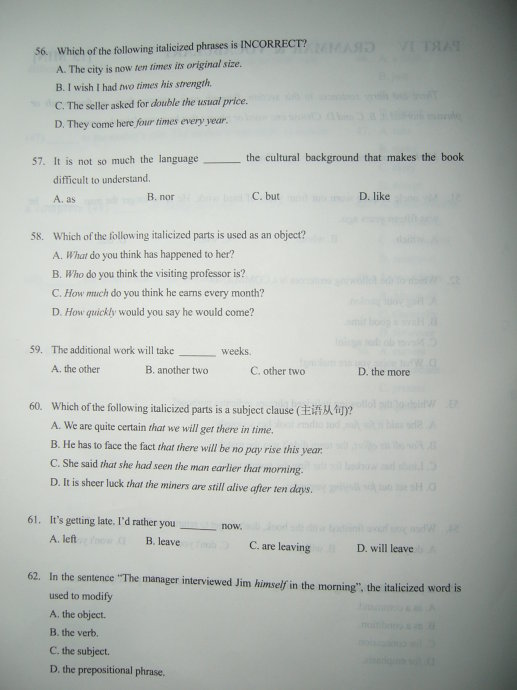 56. Which of the following italicized phrases is INCORRECT?
A. The city is now ten times its original size.
B. I wish I had two times his strength.
C. The seller asked for double the usual price.
D. They come here four times every year.
57. It is not so much the language ______ the cultural background that makes the book
difficult to understand.
A. as B. nor C. but D. like
58. Which of the following italicized parts is used as an object?
A. What do you think has happened to her?
B. Who do you think the visiting professor is?
C. How much do you think he earns every month?
D. How quickly would you say he would come?
59. The additional work will take ______ weeks.
A. the other B. another two C. other two D. the more
60. Which of the following italicized parts is a subject clause (主语从句)?
A. We are quite certain that we will get there in time.
B. He has to face the fact that there will be no pay rise this year.
C. She said that she had seen the man earlier that morning.
D. It is sheer luck that the miners are still alive after ten days.
61. It's getting late. I'd rather you ______ now.
A. left B. leave C. are leaving D. will leave
62. In the sentence "The manager interviewed Jim himself in the morning", the italicized word is
used to modify
A. the object.
B. the verb.
C. the subject.
D. the prepositional phrase.